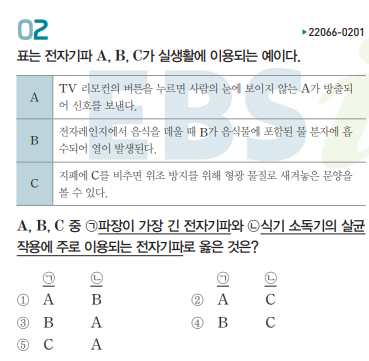 02
▶22066-0201
표는 전자기파 A, B, C가 실생활에 이용되는 예이다.
A TV 리모컨의 버튼을 누르면 사람의 눈에 보이지 않는 A가 방출되
어 신호를 보낸다.
B 전자레인지에서 음식을 데울 때 B가 음식물에 포함된 물 분자에 흡
수되어 열이 발생된다.
C 지폐에 C를 비추면 위조 방지를 위해 형광 물질로 새겨놓은 문양을
볼 수 있다.
A, B, C 중 ㉠파장이 가장 긴 전자기파와 ㉡식기 소독기의 살균
작용에 주로 이용되는 전자기파로 옳은 것은?
㉠ ㉡ ㉠ ㉡
① A B ② A C
③ B A ④ B C
⑤ C A
EBS i